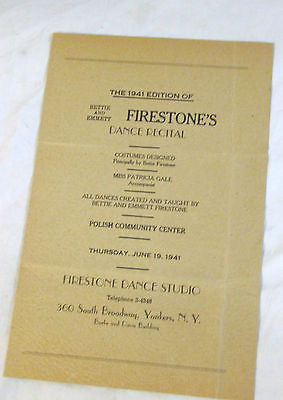 THE 1941 EDITION OF
BETTIE
AND
EMMETT
FIRESTONE'S
DANCE RECITAL
COSTUMES DESIGNED
Principally by Bettie Firestone
MISS PATRICIA GALE
Accompanist
ALL DANCES CREATED AND TAUGHT BY
BETTIE AND EMMETT FIRESTONE
POLISH COMMUNITY CENTER
THURSDAY, JUNE 19, 1941
FIRESTONE DANCE STUDIO
Telephone 3-4848
360 South Broadway, Yonkers, N. Y.
and Building